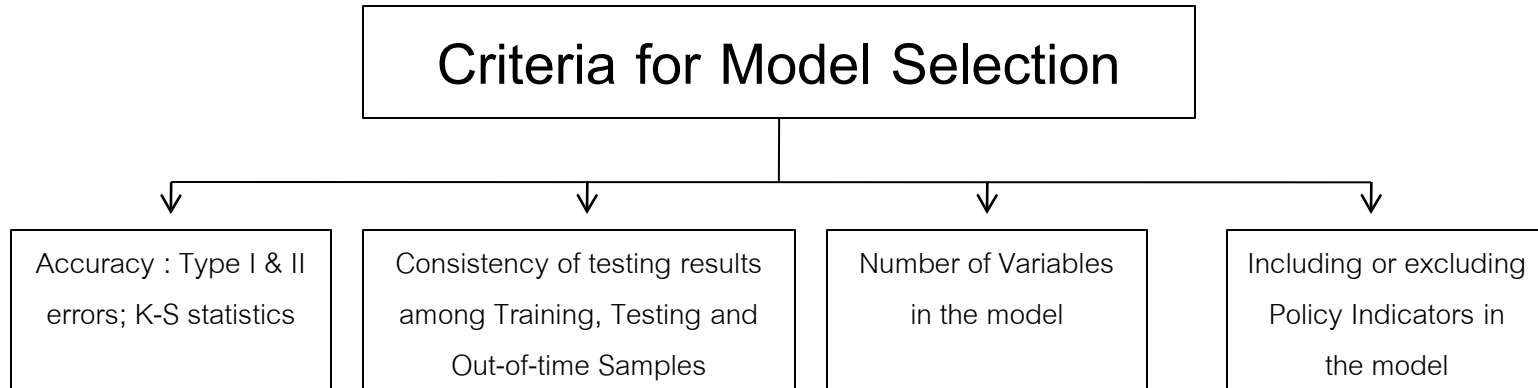 Criteria for Model Selection
Accuracy : Type I & II
errors; K-S statistics
Consistency of testing results
among Training, Testing and
Out-of-time Samples
Number of Variables
in the model
Including or excluding
Policy Indicators in
the model